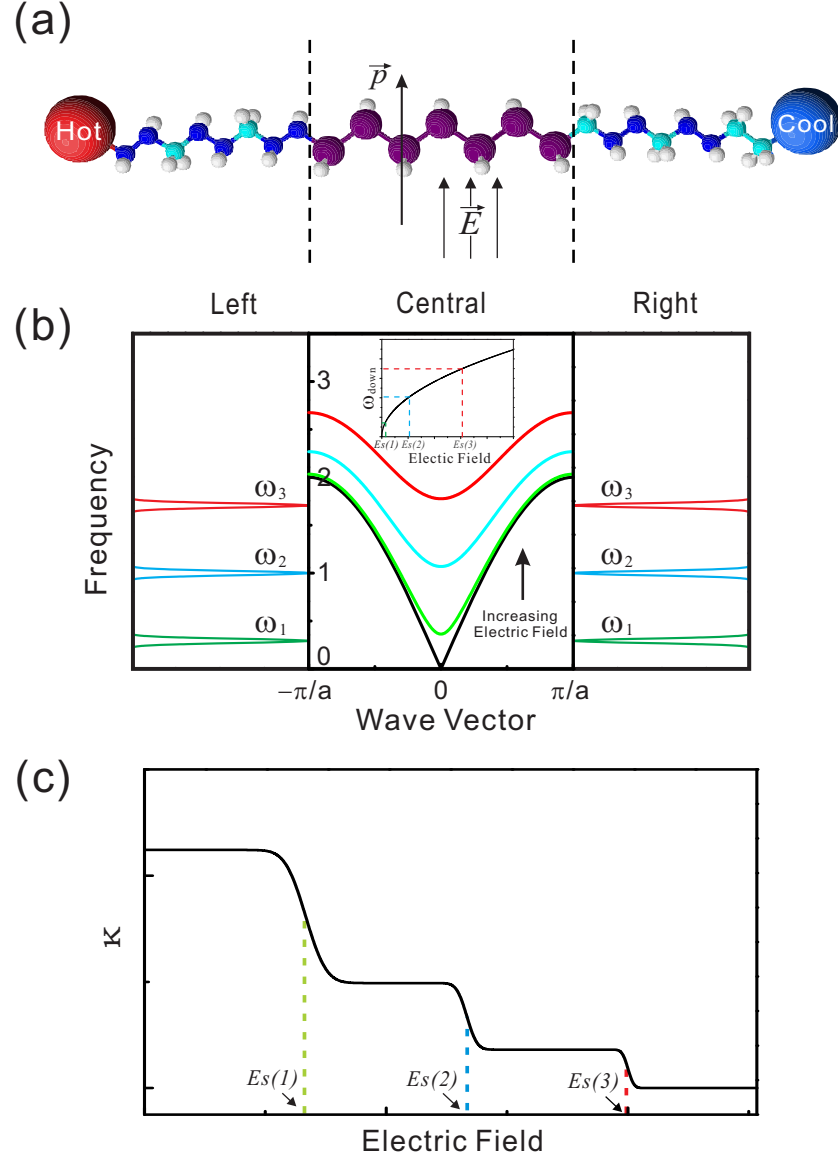 (a)
p
Hot
Cool
E
Left Central Right
(b)
3
2
1
0
Frequency
ω3
ω2
ω1
ω3
ω2
ω1
ωdown
Es(1) Es(2) Es(3)
Electic Field
Increasing
Electric Field
−π/a 0 π/a
Wave Vector
(c)
κ
Es(1)
Es(2)
Es(3)
Electric Field